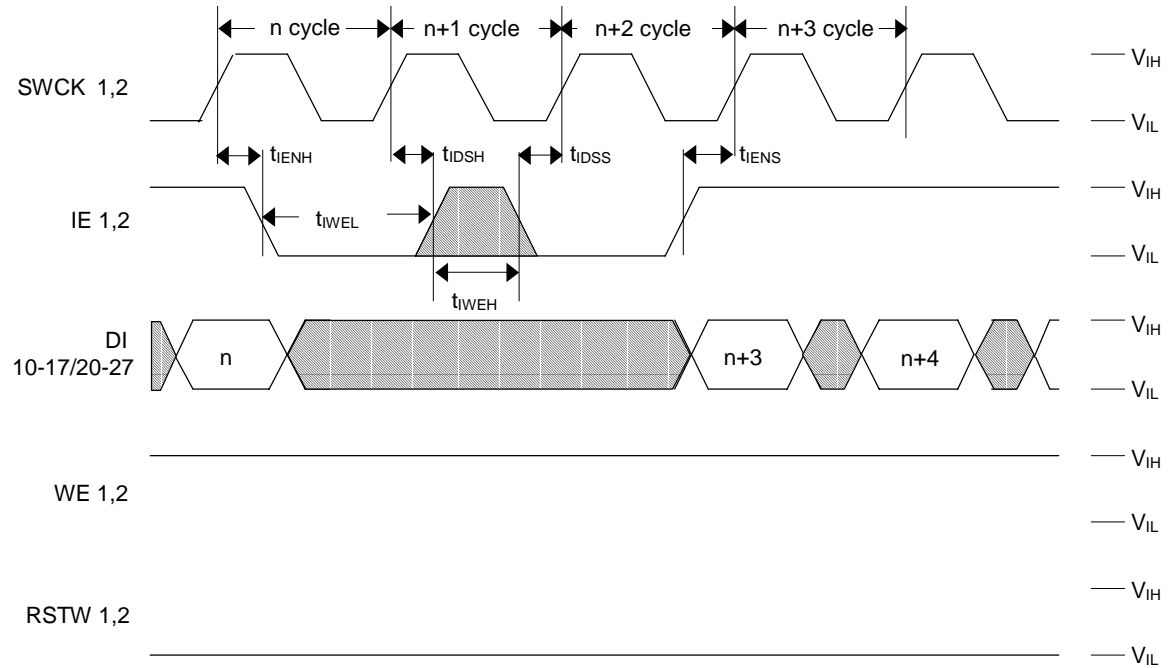 n cycle n+1 cycle n+2 cycle n+3 cycle
SWCK 1,2
VIH
VIL
tIENH tIDSH tIDSS tIENS
IE 1,2
VIH
VIL
tIWEL
tIWEH
DI
10-17/20-27
n n+3 n+4
VIH
VIL
WE 1,2
VIH
VIL
RSTW 1,2
VIH
VIL